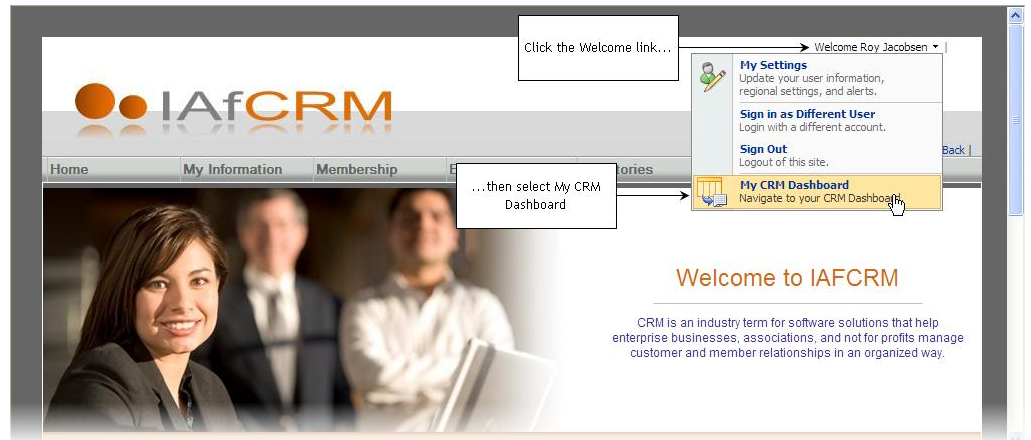 Click the Welcome link...
Welcome Roy Jacobsen
My Settings
Update your user information,
regional settings, and alerts.
Sign in as Different User
Login with a different account.
Sign Out
Logout of this site.
My CRM Dashboard
Navigate to your CRM Dashboard
IAfCRM
Back |
Home
My Information
Membership
E
tories
...then select My CRM
Dashboard
Welcome to IAFCRM
CRM is an industry term for software solutions that help
enterprise businesses, associations, and not for profits manage
customer and member relationships in an organized way.